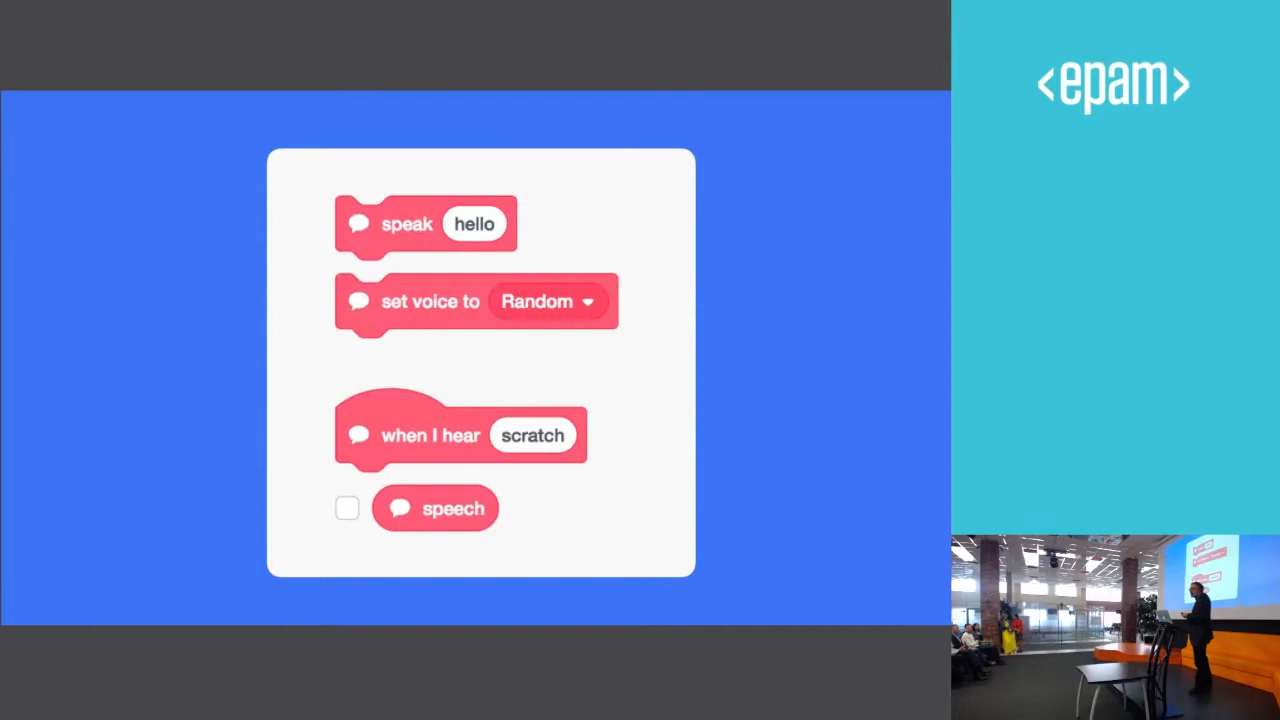 speak hello
set voice to Random
when I hear scratch
speech
<epam>